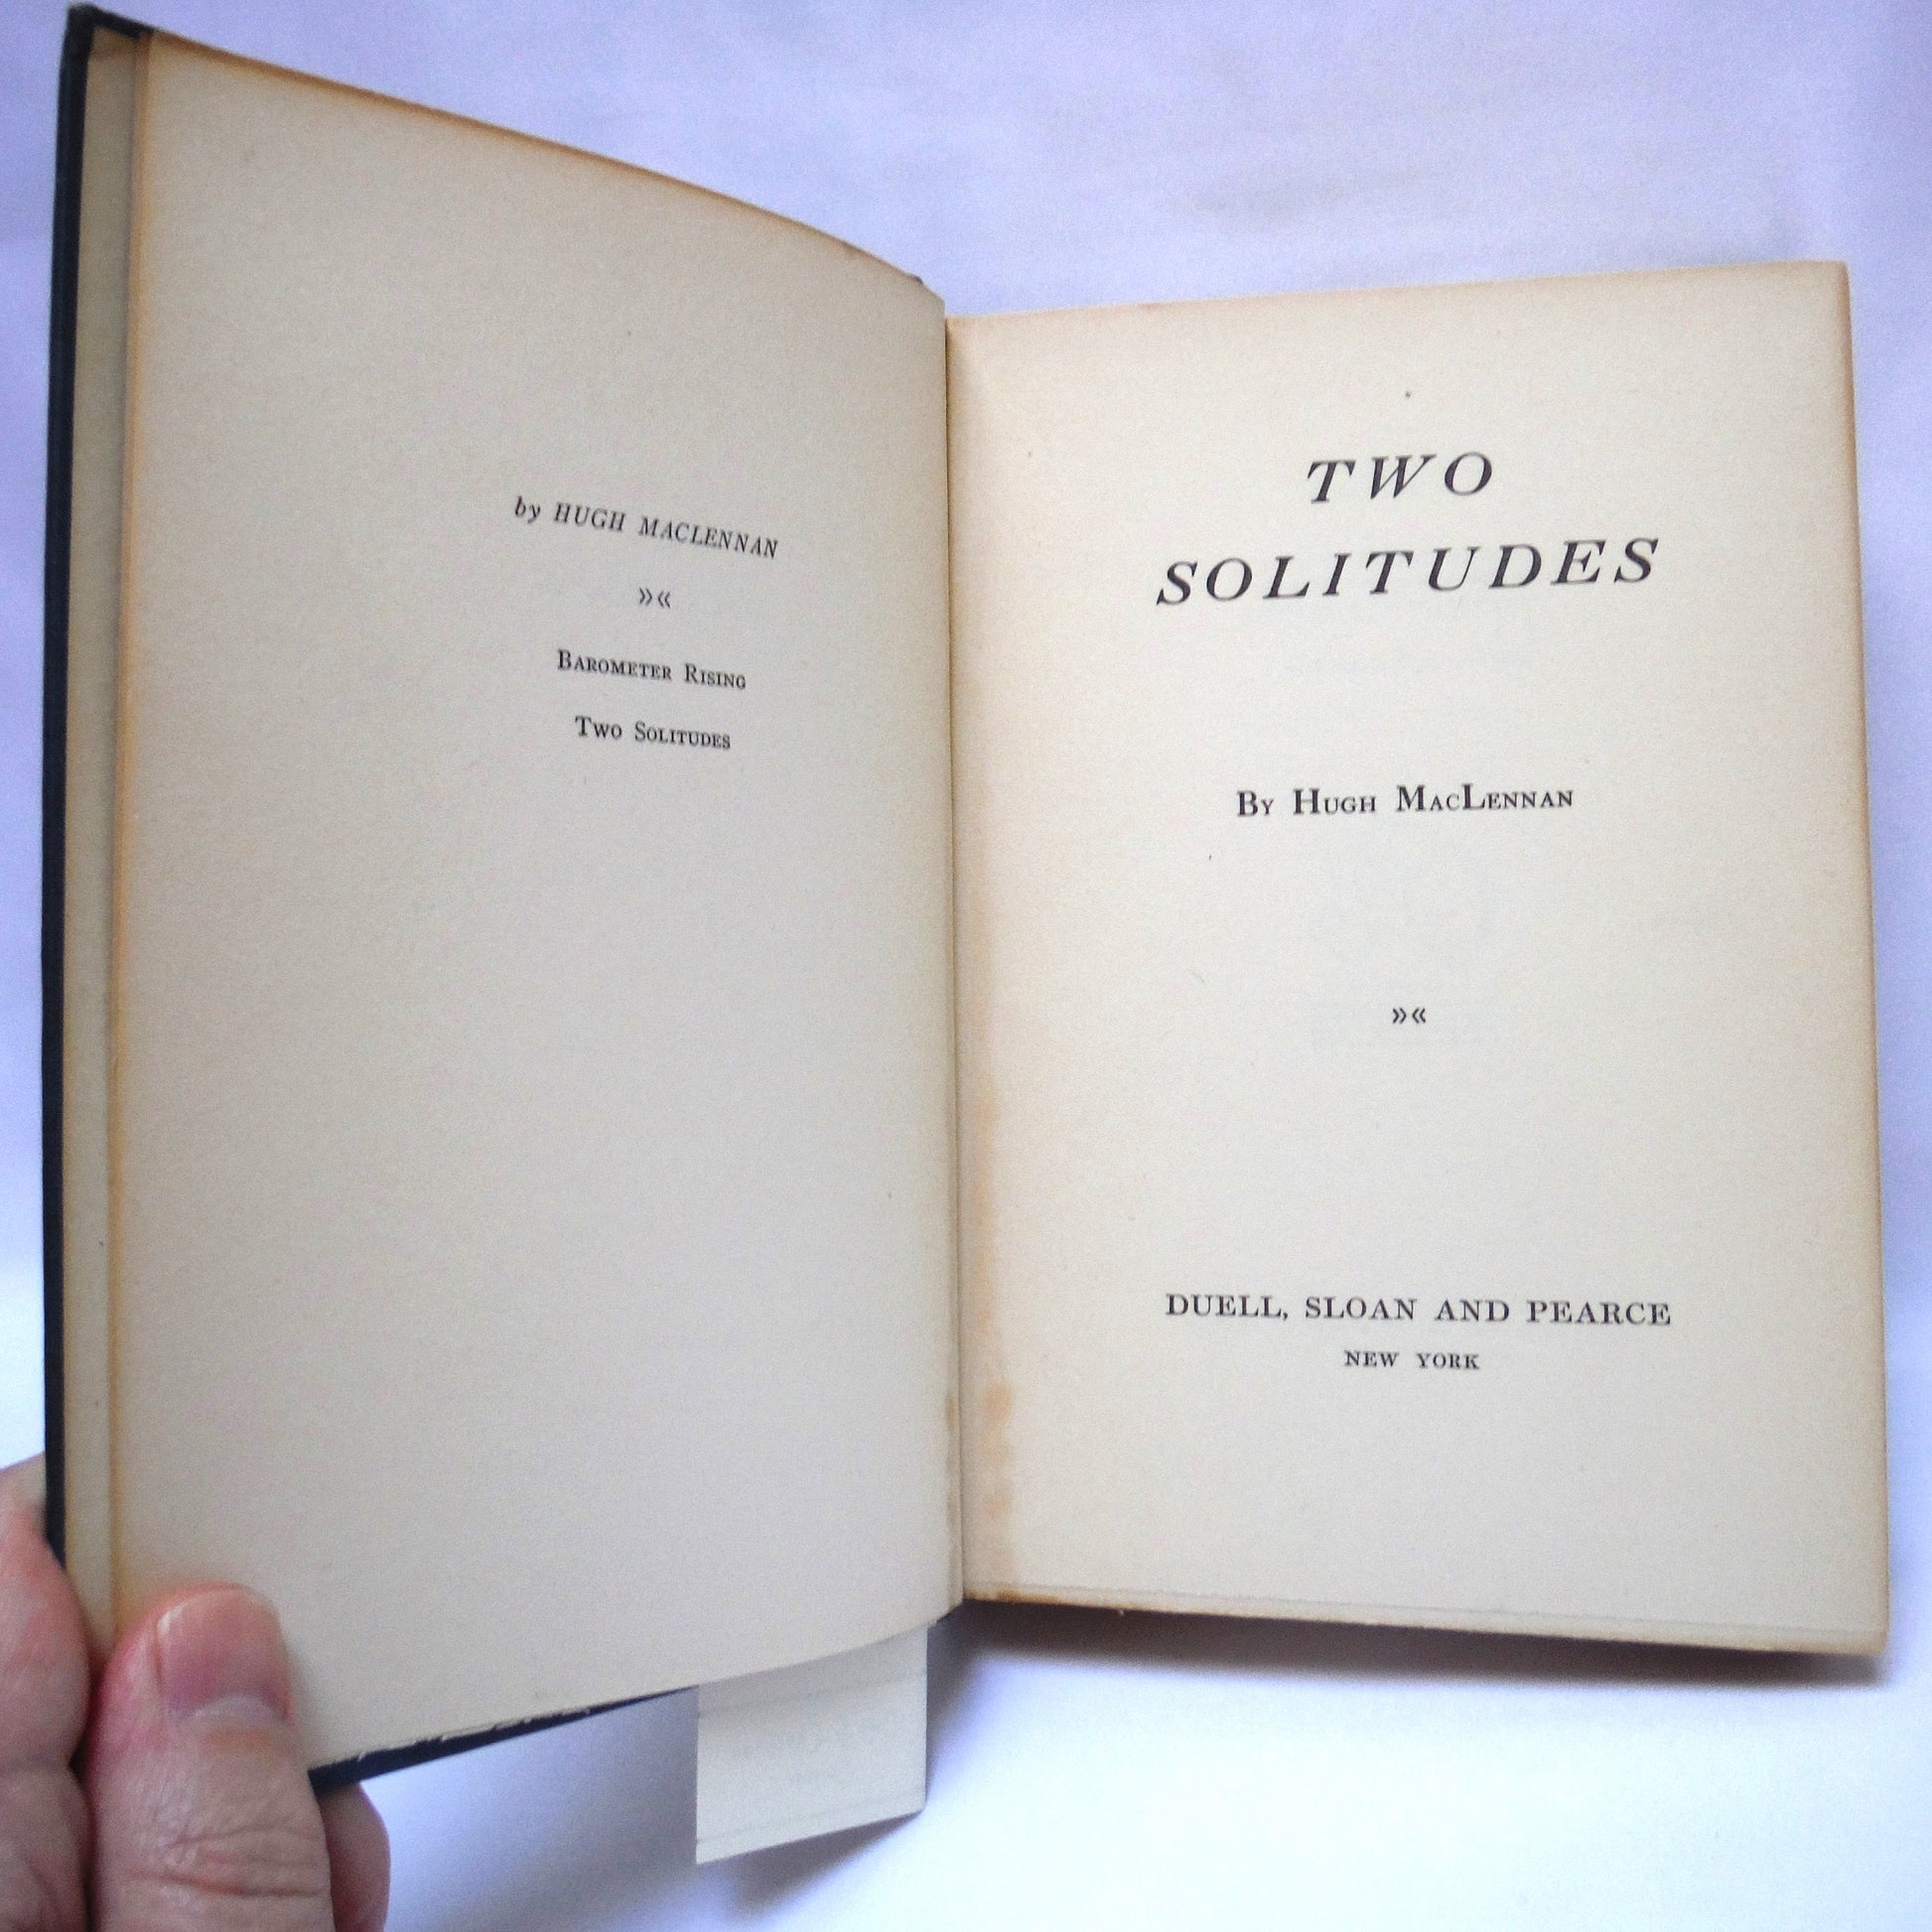 by HUGH MACLENNAN
»«
BAROMETER RISING
TWO SOLITUDES
TWO
SOLITUDES
BY HUGH MACLENNAN
»«
DUELL, SLOAN AND PEARCE
NEW YORK